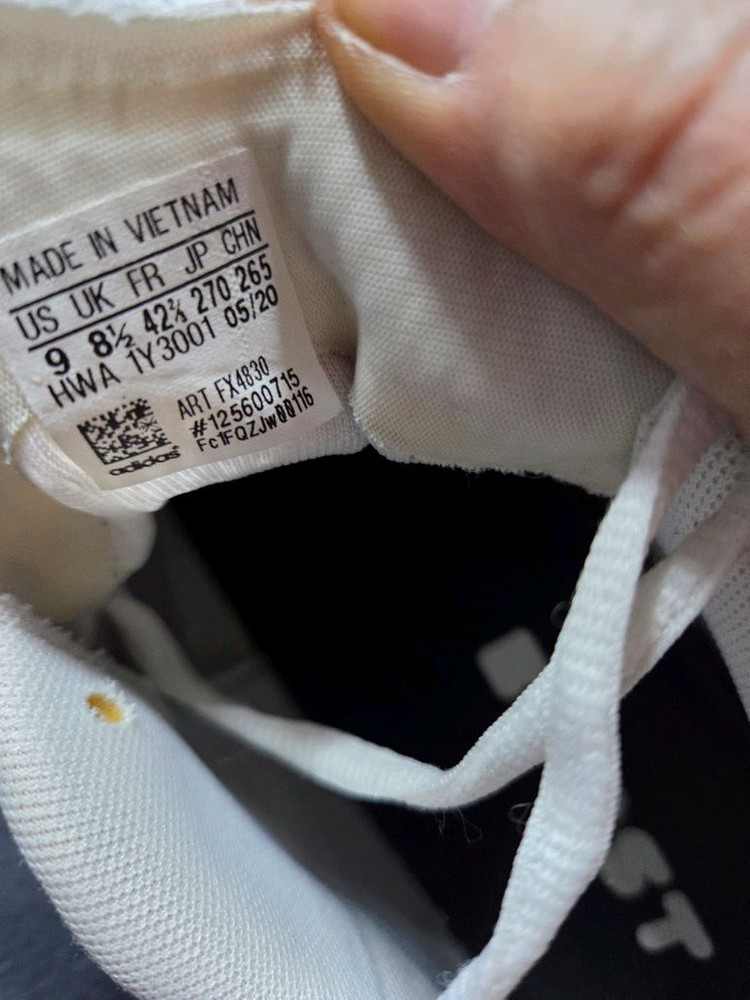 MADE IN VIETNAM
US UK FR JP CHN
9 8½ 42⅔ 270 265
HWA 1Y3001 05/20
ART FX4830
#125600715
Fc1FQZJw00116
adidas
ST